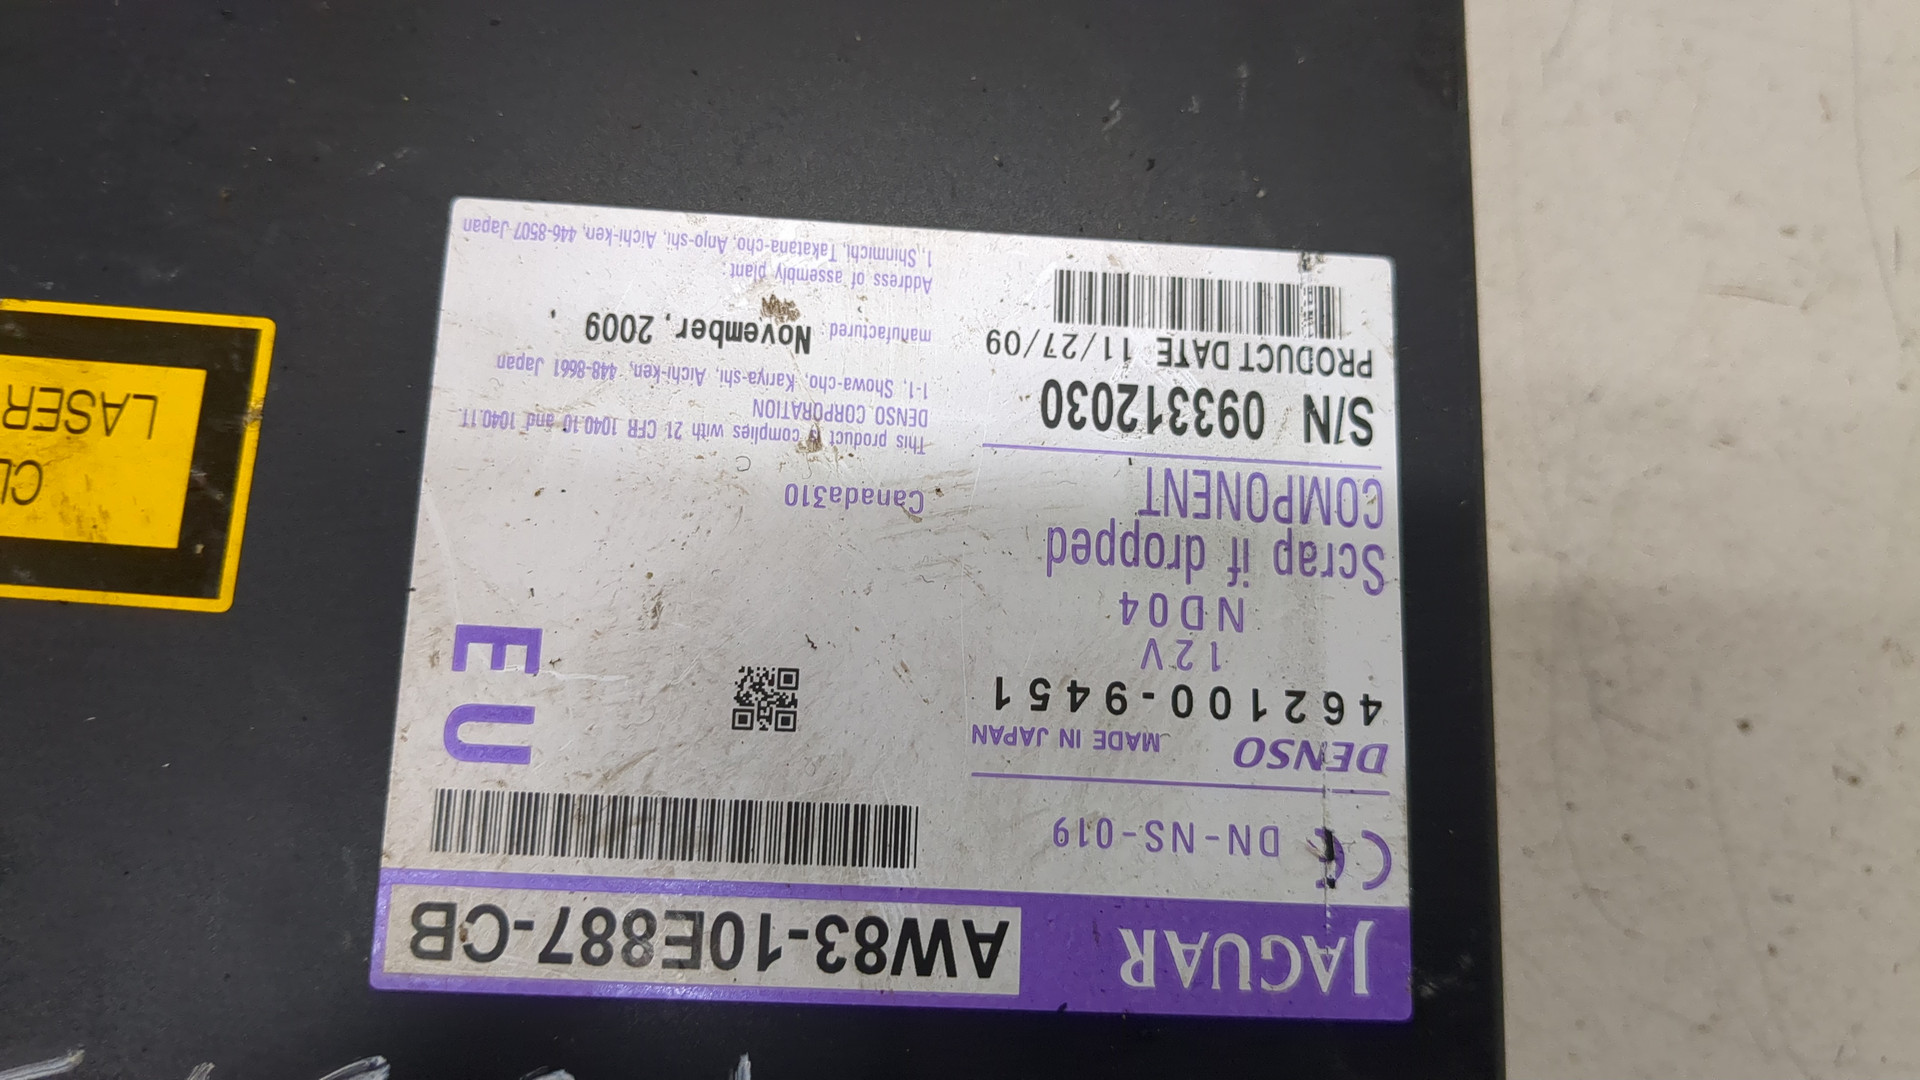 JAGUAR AW83-10E887-CB
CE DN-NS-019
DENSO MADE IN JAPAN
462100-9451
12V
ND04
Scrap if dropped
COMPONENT
S/N 093312030
PRODUCT DATE 11/27/09
EU
Canada310
This product complies with 21 CFR 1040.10 and 1040.11
DENSO CORPORATION
1-1, Showa-cho, Kariya-shi, Aichi-ken, 448-8661 Japan
manufactured: November, 2009
Address of assembly plant:
1, Shinmichi, Takatana-cho, Anjo-shi, Aichi-ken, 446-8507 Japan
CL
LASER